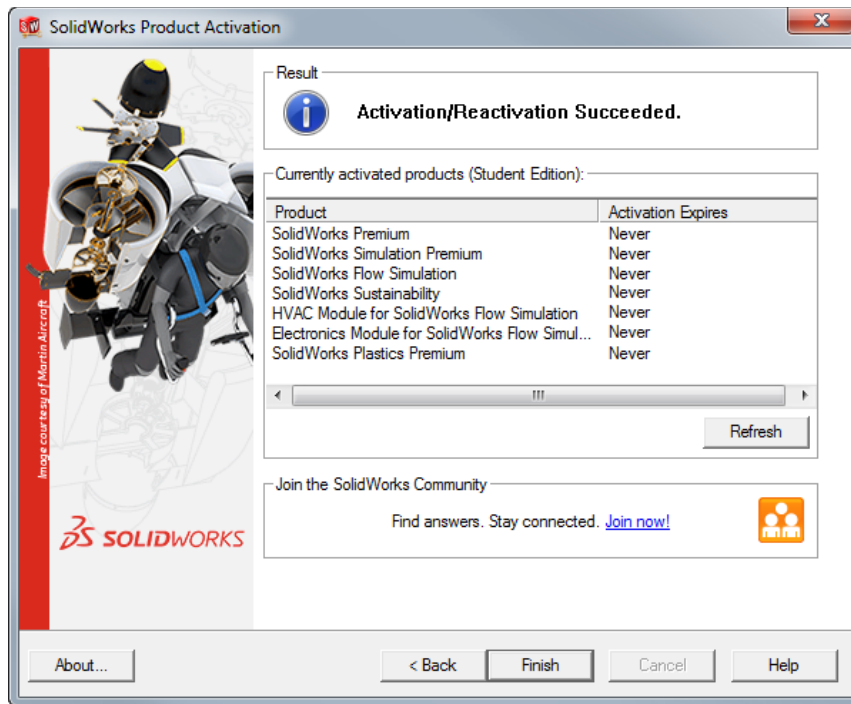 SolidWorks Product Activation
Result
Activation/Reactivation Succeeded.
Currently activated products (Student Edition):
Product Activation Expires
SolidWorks Premium Never
SolidWorks Simulation Premium Never
SolidWorks Flow Simulation Never
SolidWorks Sustainability Never
HVAC Module for SolidWorks Flow Simulation Never
Electronics Module for SolidWorks Flow Simul... Never
SolidWorks Plastics Premium Never
Refresh
Join the SolidWorks Community
Find answers. Stay connected. Join now!
Image courtesy of Martin Aircraft
SOLIDWORKS
About... < Back Finish Cancel Help